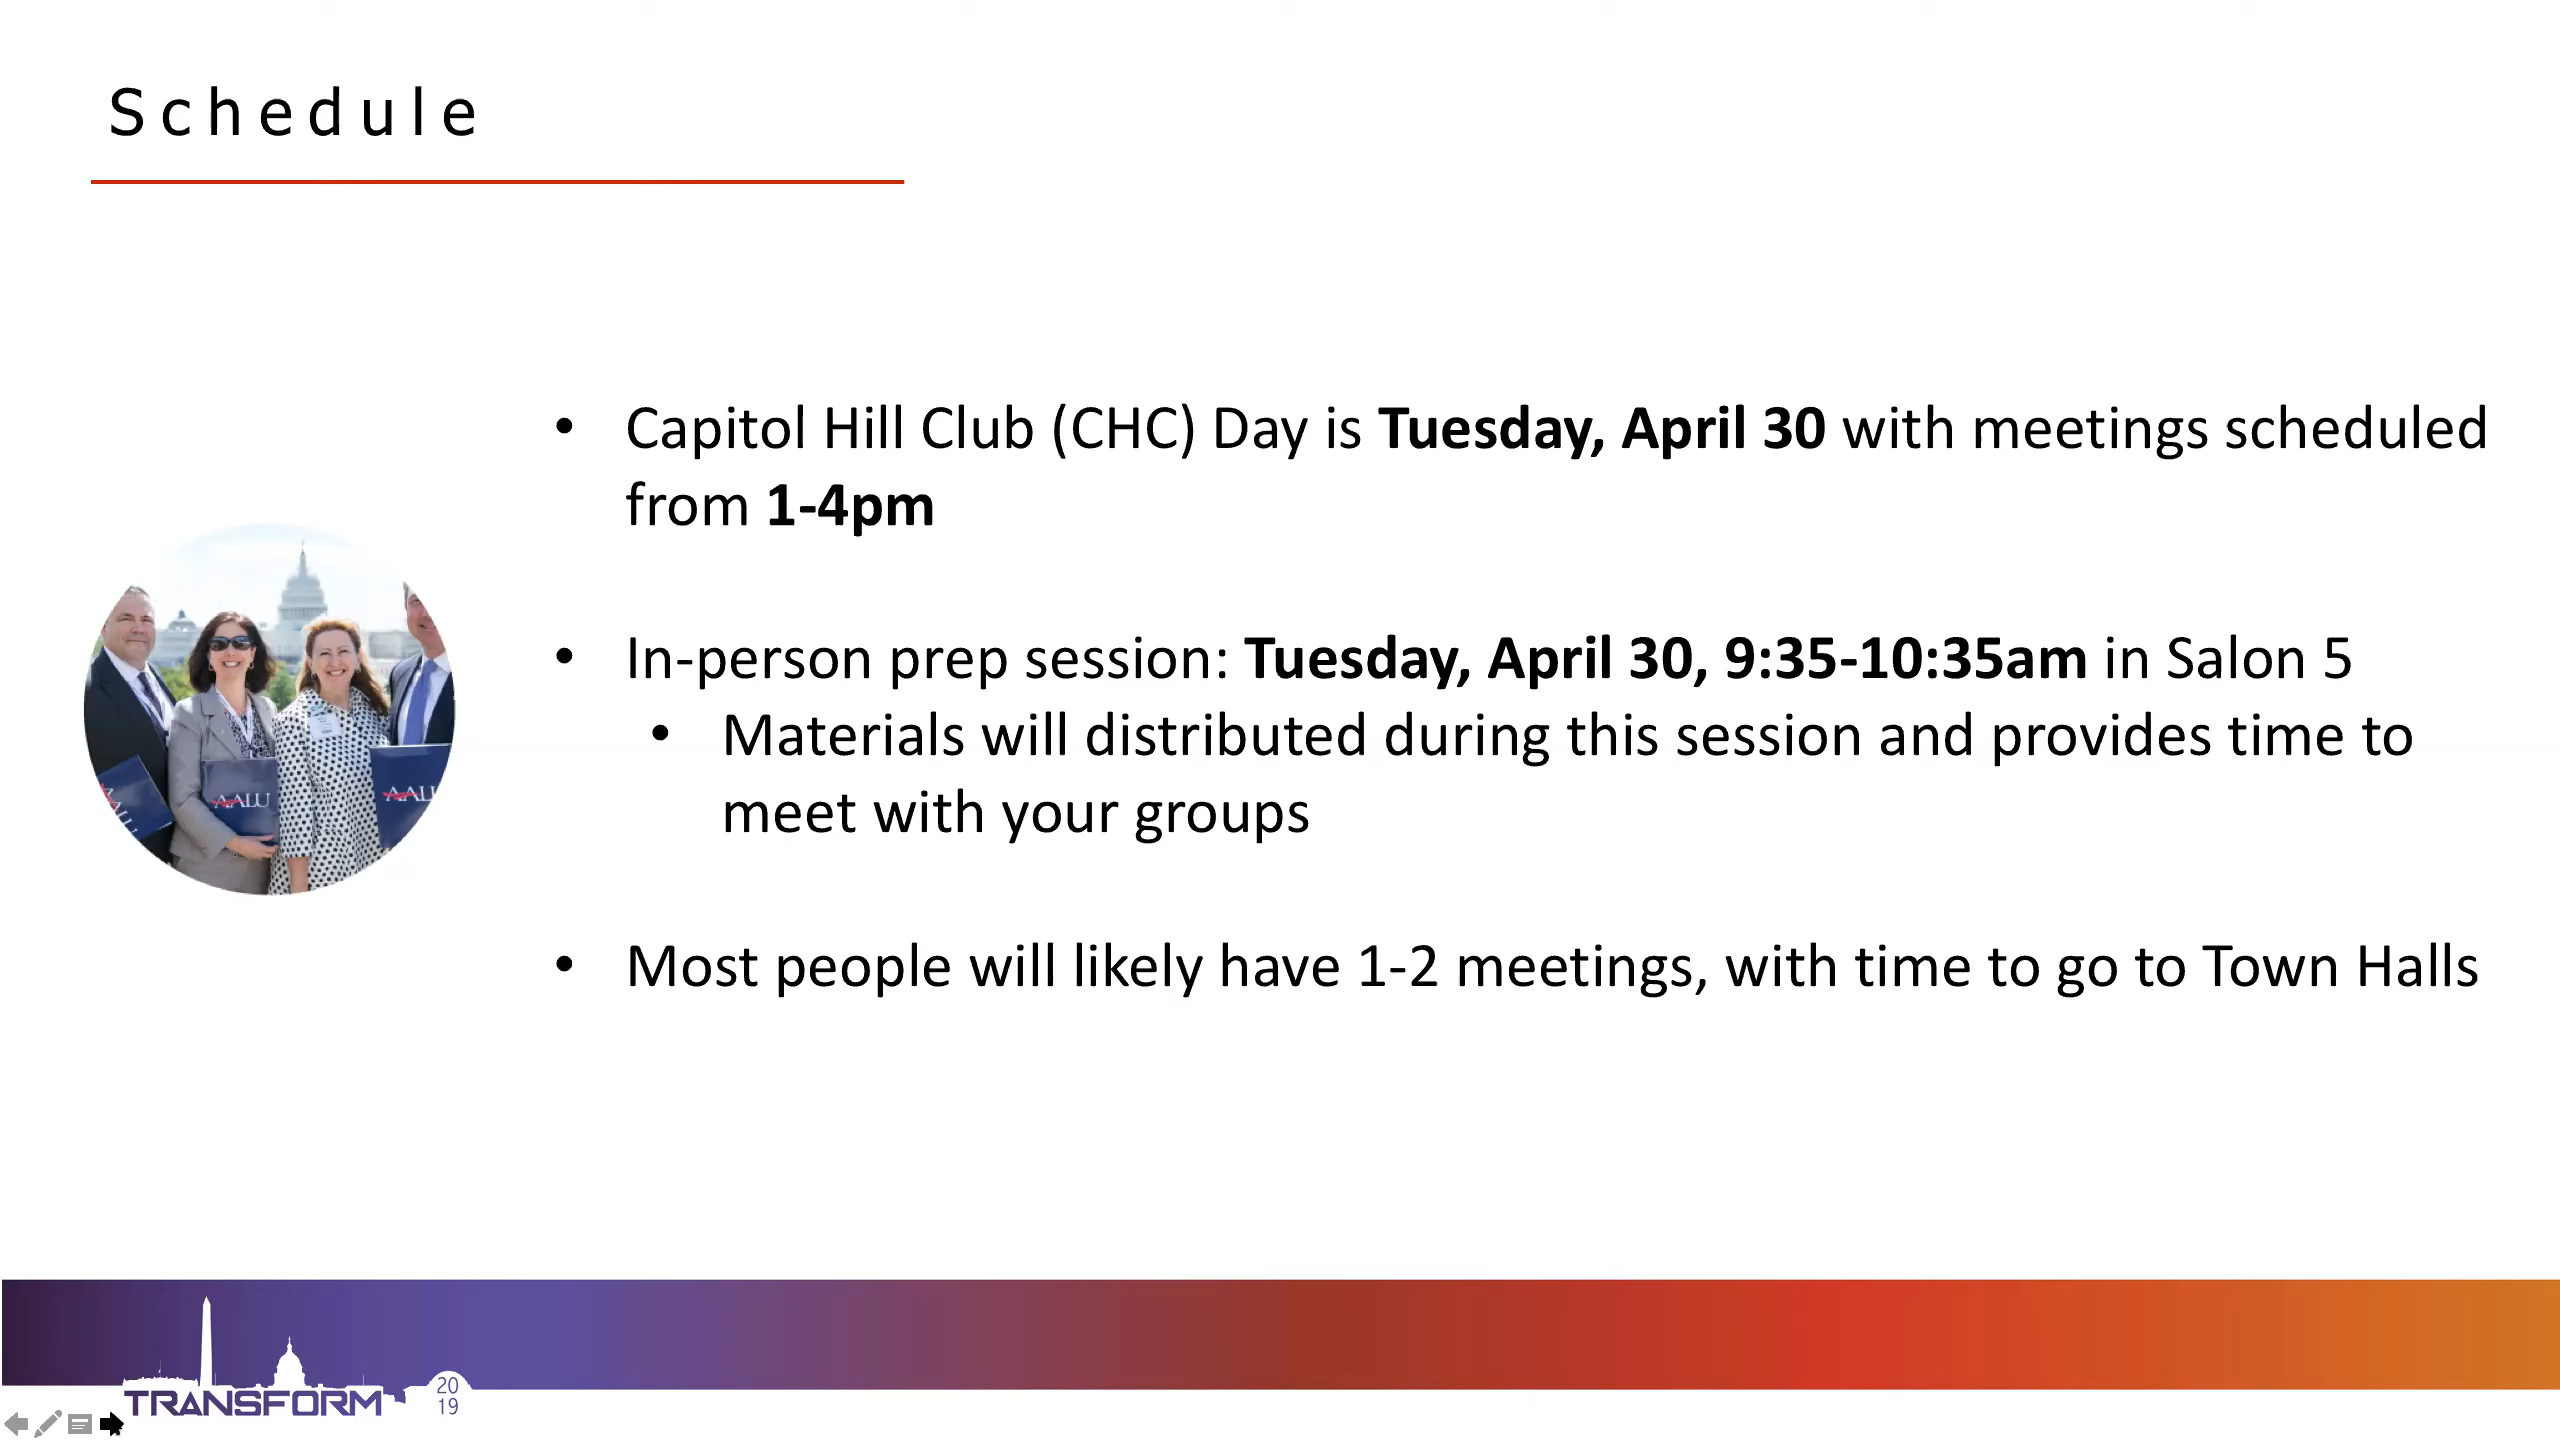 Schedule
• Capitol Hill Club (CHC) Day is Tuesday, April 30 with meetings scheduled
from 1-4pm
• In-person prep session: Tuesday, April 30, 9:35-10:35am in Salon 5
• Materials will distributed during this session and provides time to
meet with your groups
• Most people will likely have 1-2 meetings, with time to go to Town Halls
AALU
AALU
AALU
TRANSFORM
20
19